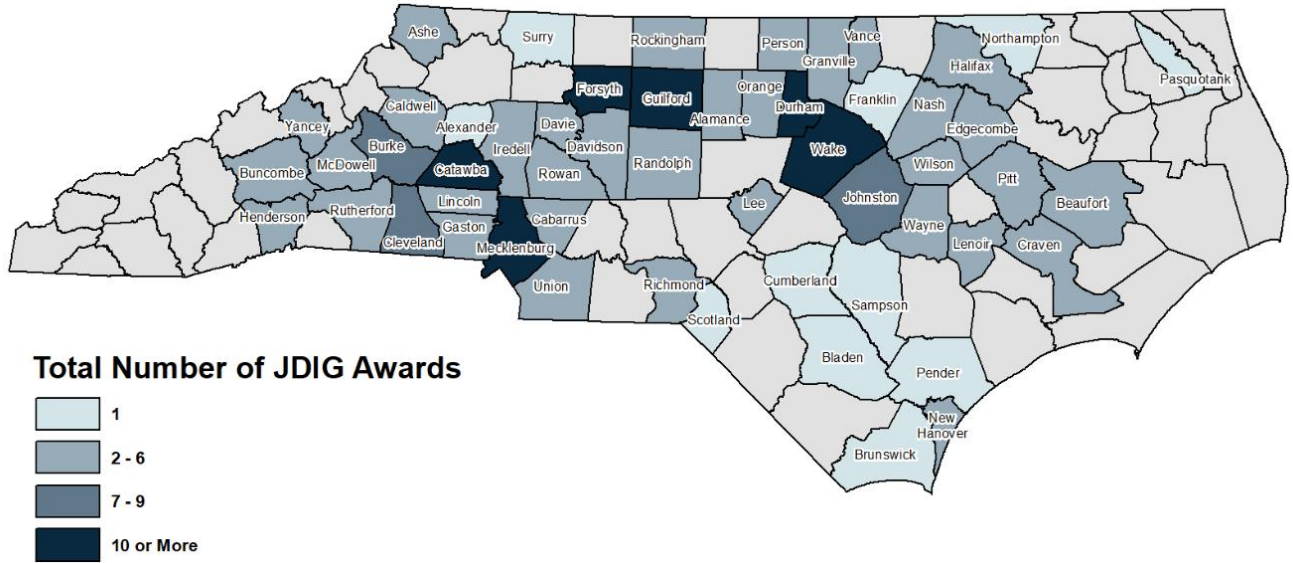 Ashe
Surry
Rockingham
Person
Vance
Granville
Northampton
Halifax
Pasquotank
Forsyth
Guilford
Orange
Durham
Alamance
Franklin
Nash
Edgecombe
Caldwell
Yancey
Alexander
Davie
Davidson
Iredell
Burke
McDowell
Buncombe
Catawba
Rowan
Randolph
Wake
Wilson
Pitt
Beaufort
Lincoln
Johnston
Henderson
Rutherford
Cleveland
Gaston
Mecklenburg
Cabarrus
Lee
Wayne
Lenoir
Craven
Union
Richmond
Scotland
Cumberland
Sampson
Bladen
Pender
New
Hanover
Brunswick
Total Number of JDIG Awards
1
2 - 6
7 - 9
10 or More